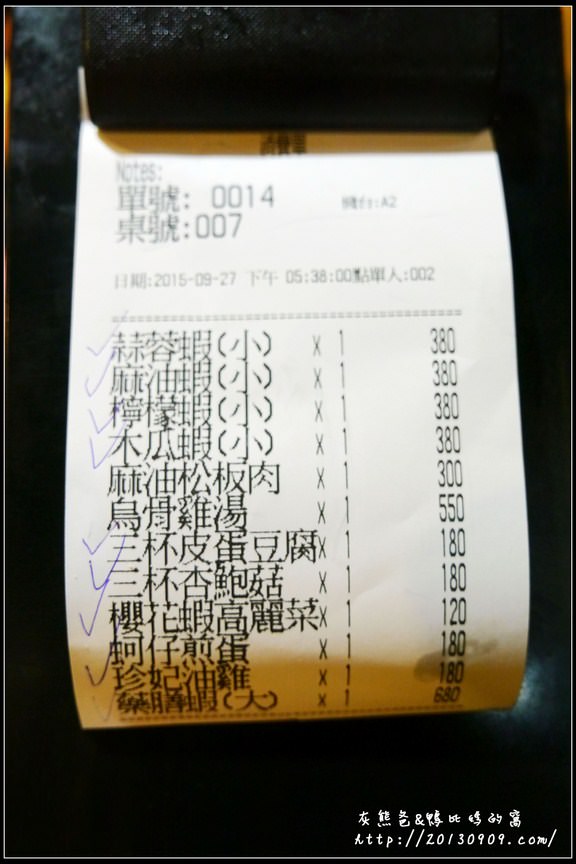 Notes:
單號: 0014 機台:A2
桌號:007
日期:2015-09-27 下午 05:38:00點單人:002
蒜蓉蝦(小) X 1 380
麻油蝦(小) X 1 380
檸檬蝦(小) X 1 380
木瓜蝦(小) X 1 380
麻油松板肉 X 1 300
烏骨雞湯 X 1 550
三杯皮蛋豆腐X 1 180
三杯杏鮑菇 X 1 180
櫻花蝦高麗菜X 1 120
蚵仔煎蛋 X 1 180
珍妃油雞 X 1 180
藥膳蝦(大) X 1 680
灰熊爸&鴨比媽的窩
http://20130909.com/